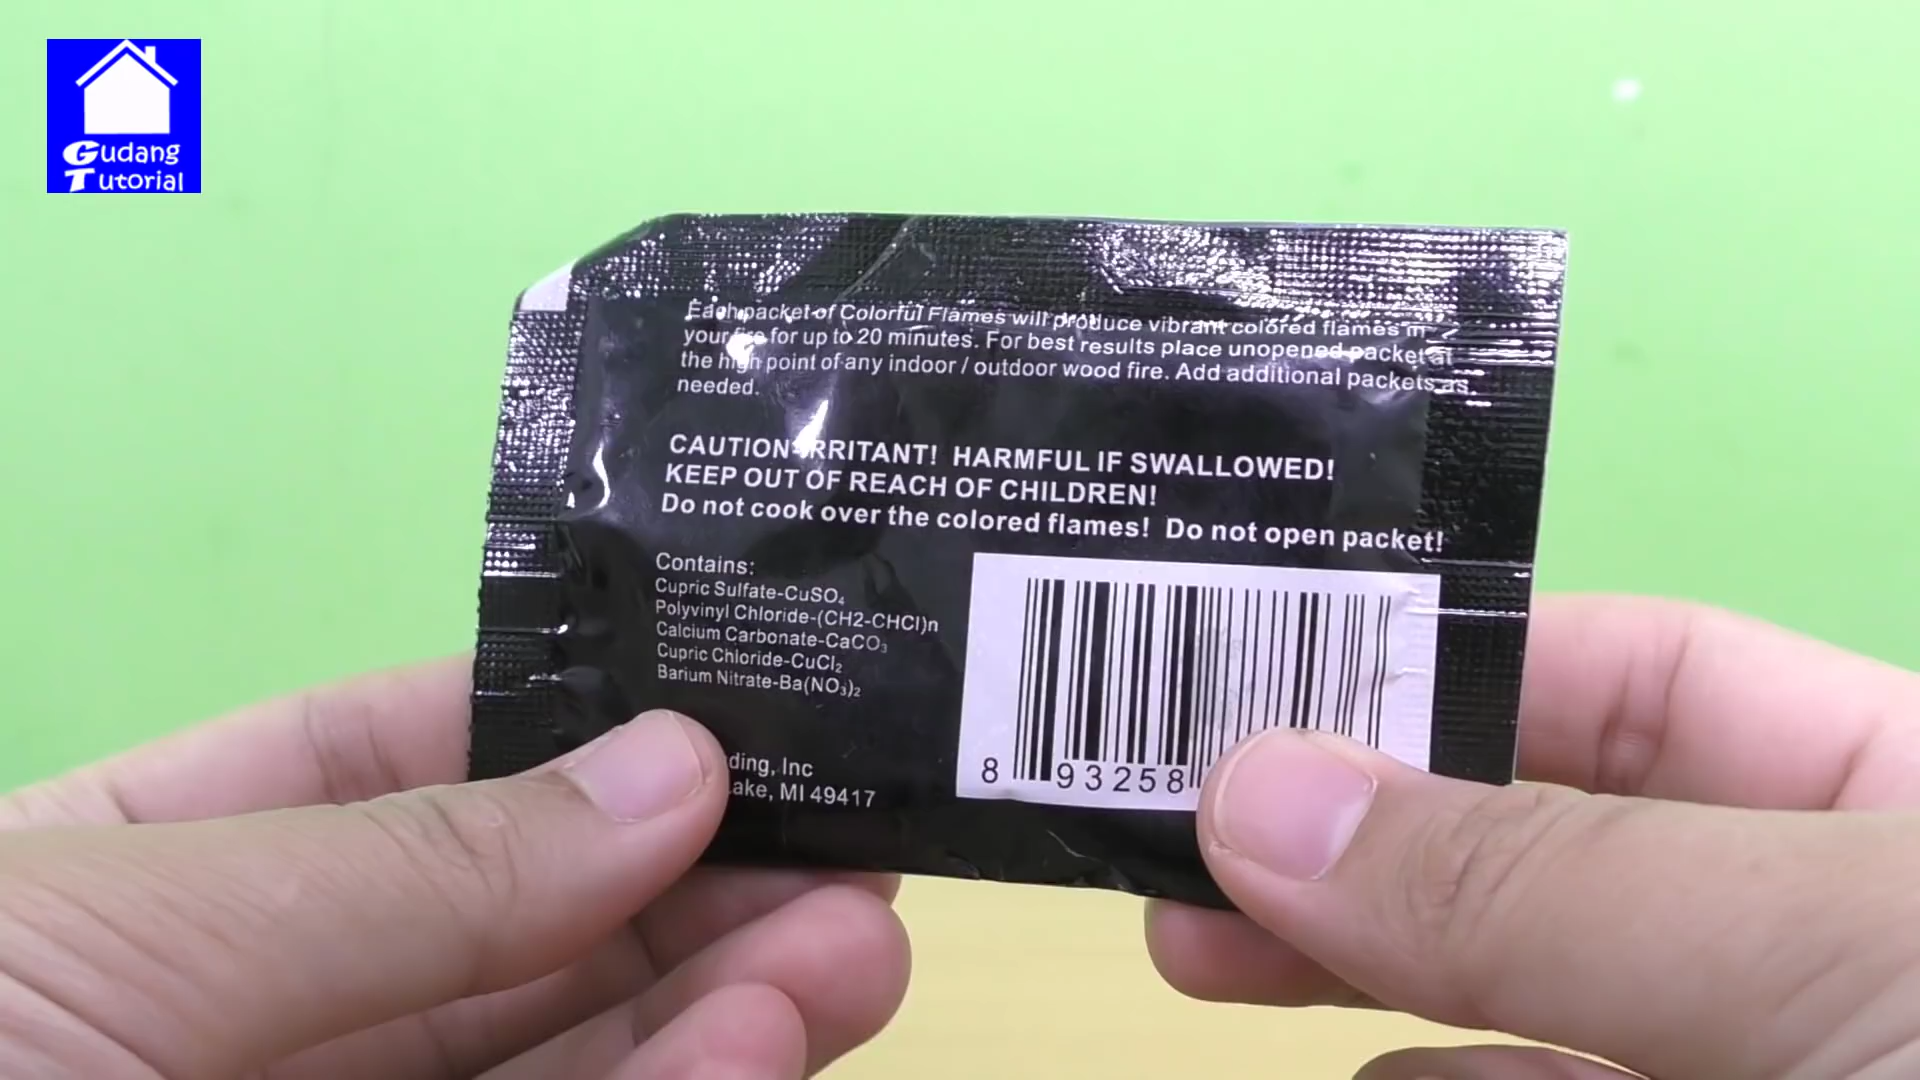 Gudang
Tutorial
Each packet of Colorful Flames will produce vibrant colored flames in
your fire for up to 20 minutes. For best results place unopened packet at
the high point of any indoor / outdoor wood fire. Add additional packets as
needed.
CAUTION IRRITANT! HARMFUL IF SWALLOWED!
KEEP OUT OF REACH OF CHILDREN!
Do not cook over the colored flames! Do not open packet!
Contains:
Cupric Sulfate-CuSO₄
Polyvinyl Chloride-(CH2-CHCl)n
Calcium Carbonate-CaCO₃
Cupric Chloride-CuCl₂
Barium Nitrate-Ba(NO₃)₂
ding, Inc
Lake, MI 49417
8 93258